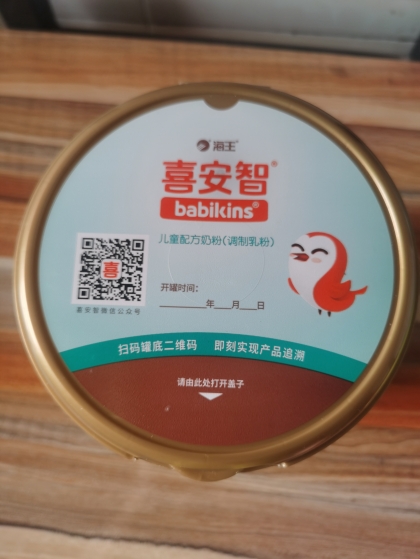 海王
喜安智®
babikins®
儿童配方奶粉(调制乳粉)
喜
开罐时间:
年 月 日
喜安智微信公众号
扫码罐底二维码 即刻实现产品追溯
请由此处打开盖子